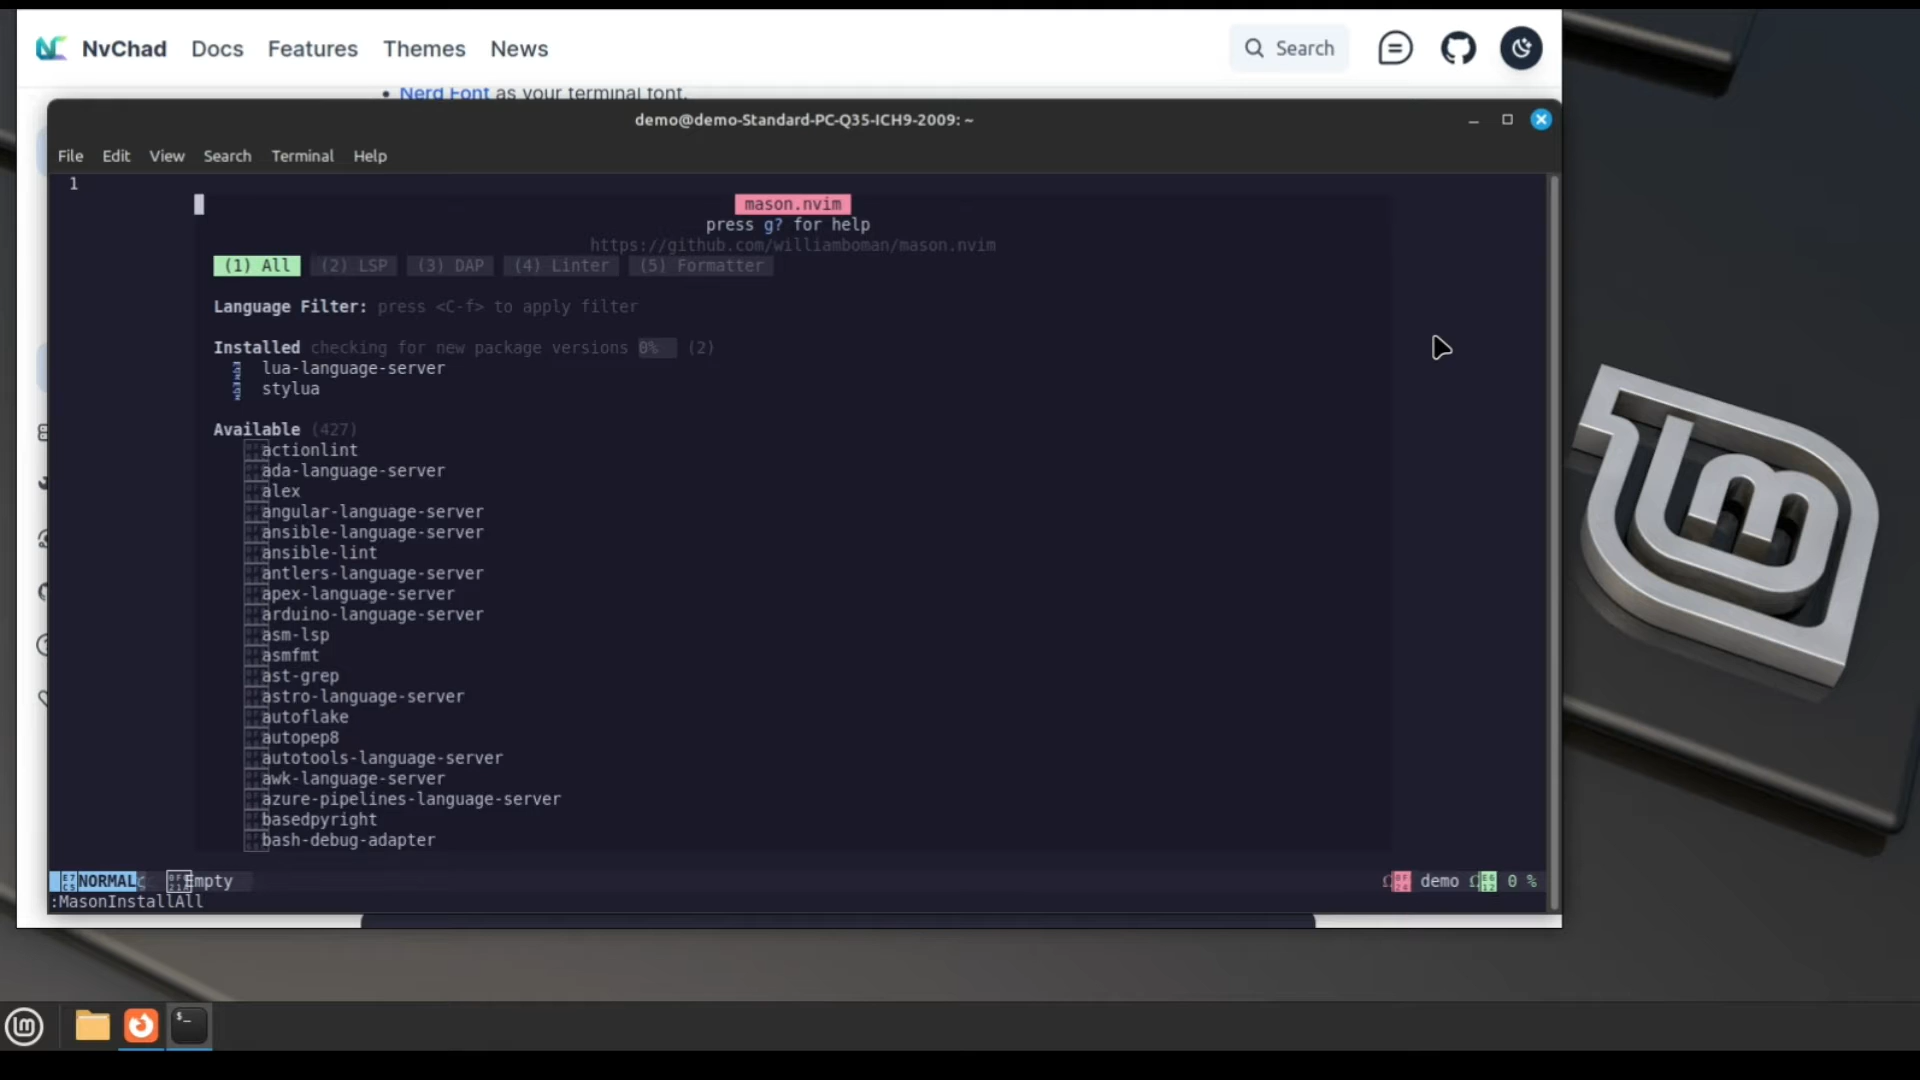 NvChad Docs Features Themes News Search
Nerd Font as your terminal font.
demo@demo-Standard-PC-Q35-ICH9-2009: ~
File Edit View Search Terminal Help
1
mason.nvim
press g? for help
https://github.com/williamboman/mason.nvim
(1) All (2) LSP (3) DAP (4) Linter (5) Formatter
Language Filter: press <C-f> to apply filter
Installed checking for new package versions 0% (2)
lua-language-server
stylua
Available (427)
actionlint
ada-language-server
alex
angular-language-server
ansible-language-server
ansible-lint
antlers-language-server
apex-language-server
arduino-language-server
asm-lsp
asmfmt
ast-grep
astro-language-server
autoflake
autopep8
autotools-language-server
awk-language-server
azure-pipelines-language-server
basedpyright
bash-debug-adapter
NORMAL Empty demo 0 %
:MasonInstallAll